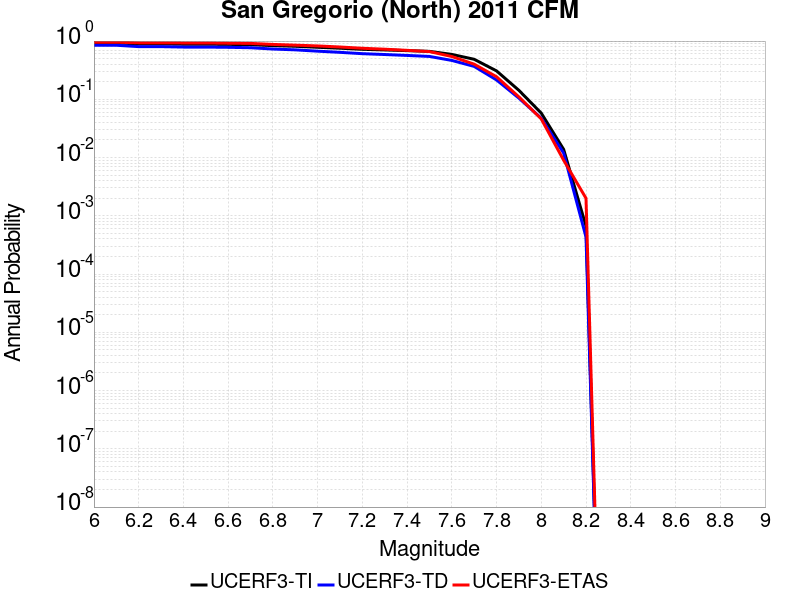 San Gregorio (North) 2011 CFM
10^0
10^-1
10^-2
10^-3
10^-4
10^-5
10^-6
10^-7
10^-8
Annual Probability
6 6.2 6.4 6.6 6.8 7 7.2 7.4 7.6 7.8 8 8.2 8.4 8.6 8.8 9
Magnitude
UCERF3-TI UCERF3-TD UCERF3-ETAS